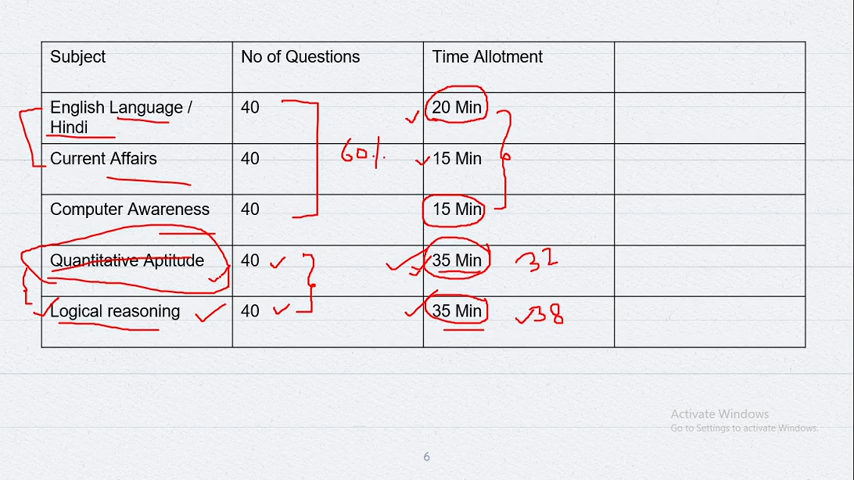 Subject No of Questions Time Allotment
English Language / 40 20 Min
Hindi
60%
Current Affairs 40 15 Min
Computer Awareness 40 15 Min
Quantitative Aptitude 40 35 Min 32
Logical reasoning 40 35 Min 38
Activate Windows
Go to Settings to activate Windows.
6